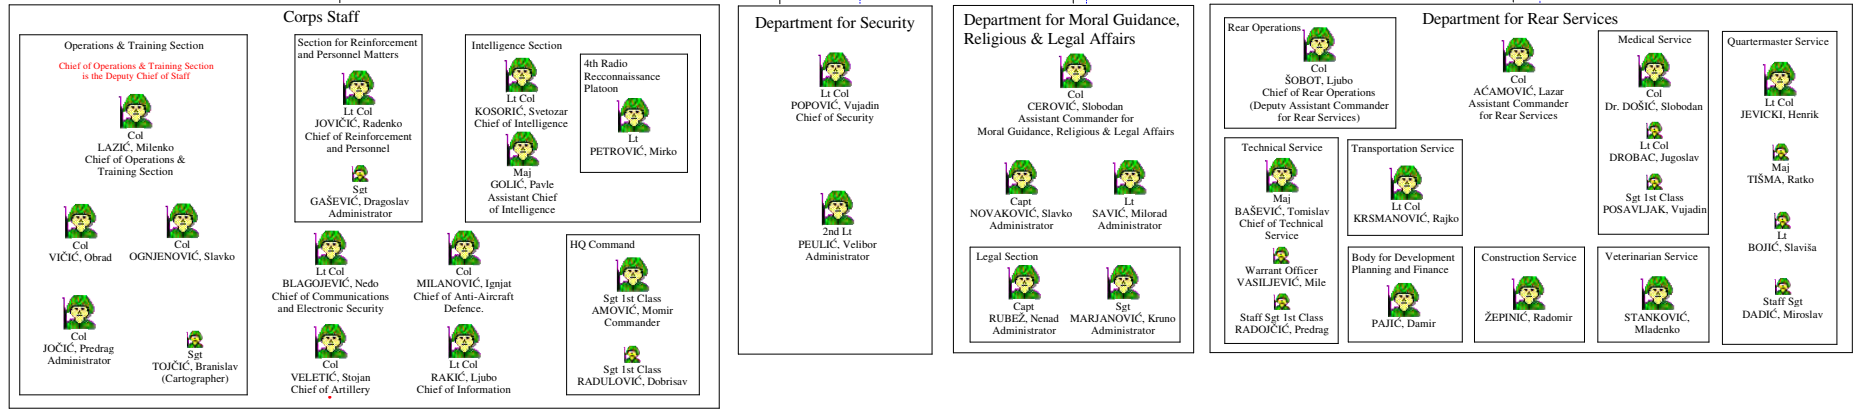 Corps Staff
Operations & Training Section
Chief of Operations & Training Section
is the Deputy Chief of Staff
Col
LAZIĆ, Milenko
Chief of Operations &
Training Section
Col
VIČIĆ, Obrad
Col
OGNJENOVIĆ, Slavko
Col
JOČIĆ, Predrag
Administrator
Sgt
TOJČIĆ, Branislav
(Cartographer)
Section for Reinforcement
and Personnel Matters
Lt Col
JOVIČIĆ, Radenko
Chief of Reinforcement
and Personnel
Sgt
GAŠEVIĆ, Dragoslav
Administrator
Intelligence Section
Lt Col
KOSORIĆ, Svetozar
Chief of Intelligence
Maj
GOLIĆ, Pavle
Assistant Chief
of Intelligence
4th Radio
Recconnaissance
Platoon
Lt
PETROVIĆ, Mirko
Lt Col
BLAGOJEVIĆ, Nedo
Chief of Communications
and Electronic Security
Col
MILANOVIĆ, Ignjat
Chief of Anti-Aircraft
Defence.
Col
VELETIĆ, Stojan
Chief of Artillery
Lt Col
RAKIĆ, Ljubo
Chief of Information
HQ Command
Sgt 1st Class
AMOVIĆ, Momir
Commander
Sgt 1st Class
RADULOVIĆ, Dobrisav
Department for Security
Lt Col
POPOVIĆ, Vujadin
Chief of Security
2nd Lt
PEULIĆ, Velibor
Administrator
Department for Moral Guidance,
Religious & Legal Affairs
Col
CEROVIĆ, Slobodan
Assistant Commander for
Moral Guidance, Religious & Legal Affairs
Capt
NOVAKOVIĆ, Slavko
Administrator
Lt
SAVIĆ, Milorad
Administrator
Legal Section
Capt
RUBEŽ, Nenad
Administrator
Sgt
MARJANOVIĆ, Kruno
Administrator
Department for Rear Services
Rear Operations
Col
ŠOBOT, Ljubo
Chief of Rear Operations
(Deputy Assistant Commander
for Rear Services)
Col
AĆAMOVIĆ, Lazar
Assistant Commander
for Rear Services
Medical Service
Col
Dr. DOŠIĆ, Slobodan
Lt Col
DROBAC, Jugoslav
Sgt 1st Class
POSAVLJAK, Vujadin
Quartermaster Service
Lt Col
JEVICKI, Henrik
Maj
TIŠMA, Ratko
Lt
BOJIĆ, Slaviša
Staff Sgt
DADIĆ, Miroslav
Technical Service
Maj
BAŠEVIĆ, Tomislav
Chief of Technical
Service
Warrant Officer
VASILJEVIĆ, Mile
Staff Sgt 1st Class
RADOJČIĆ, Predrag
Transportation Service
Lt Col
KRSMANOVIĆ, Rajko
Body for Development
Planning and Finance
PAJIĆ, Damir
Construction Service
ŽEPINIĆ, Radomir
Veterinarian Service
STANKOVIĆ,
Mladenko